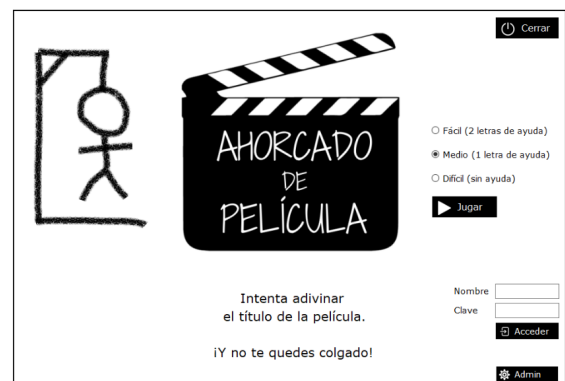 Cerrar
AHORCADO
DE
PELÍCULA
Fácil (2 letras de ayuda)
Medio (1 letra de ayuda)
Difícil (sin ayuda)
Jugar
Intenta adivinar
el título de la película.
¡Y no te quedes colgado!
Nombre
Clave
Acceder
Admin